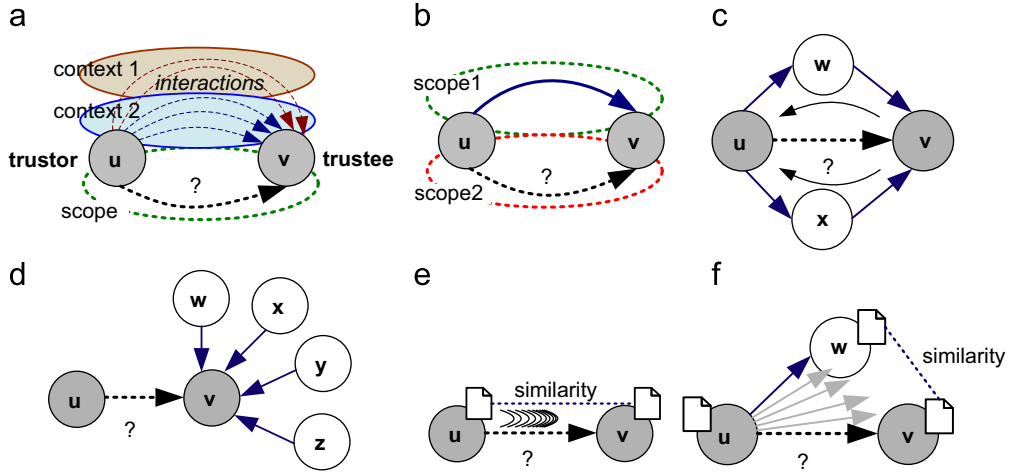 a
context 1
interactions
context 2
trustor
u
v
trustee
?
scope
b
scope1
u
v
?
scope2
c
w
u
v
?
x
d
w
x
y
u
v
?
z
e
similarity
u
v
?
f
w
similarity
u
v
?